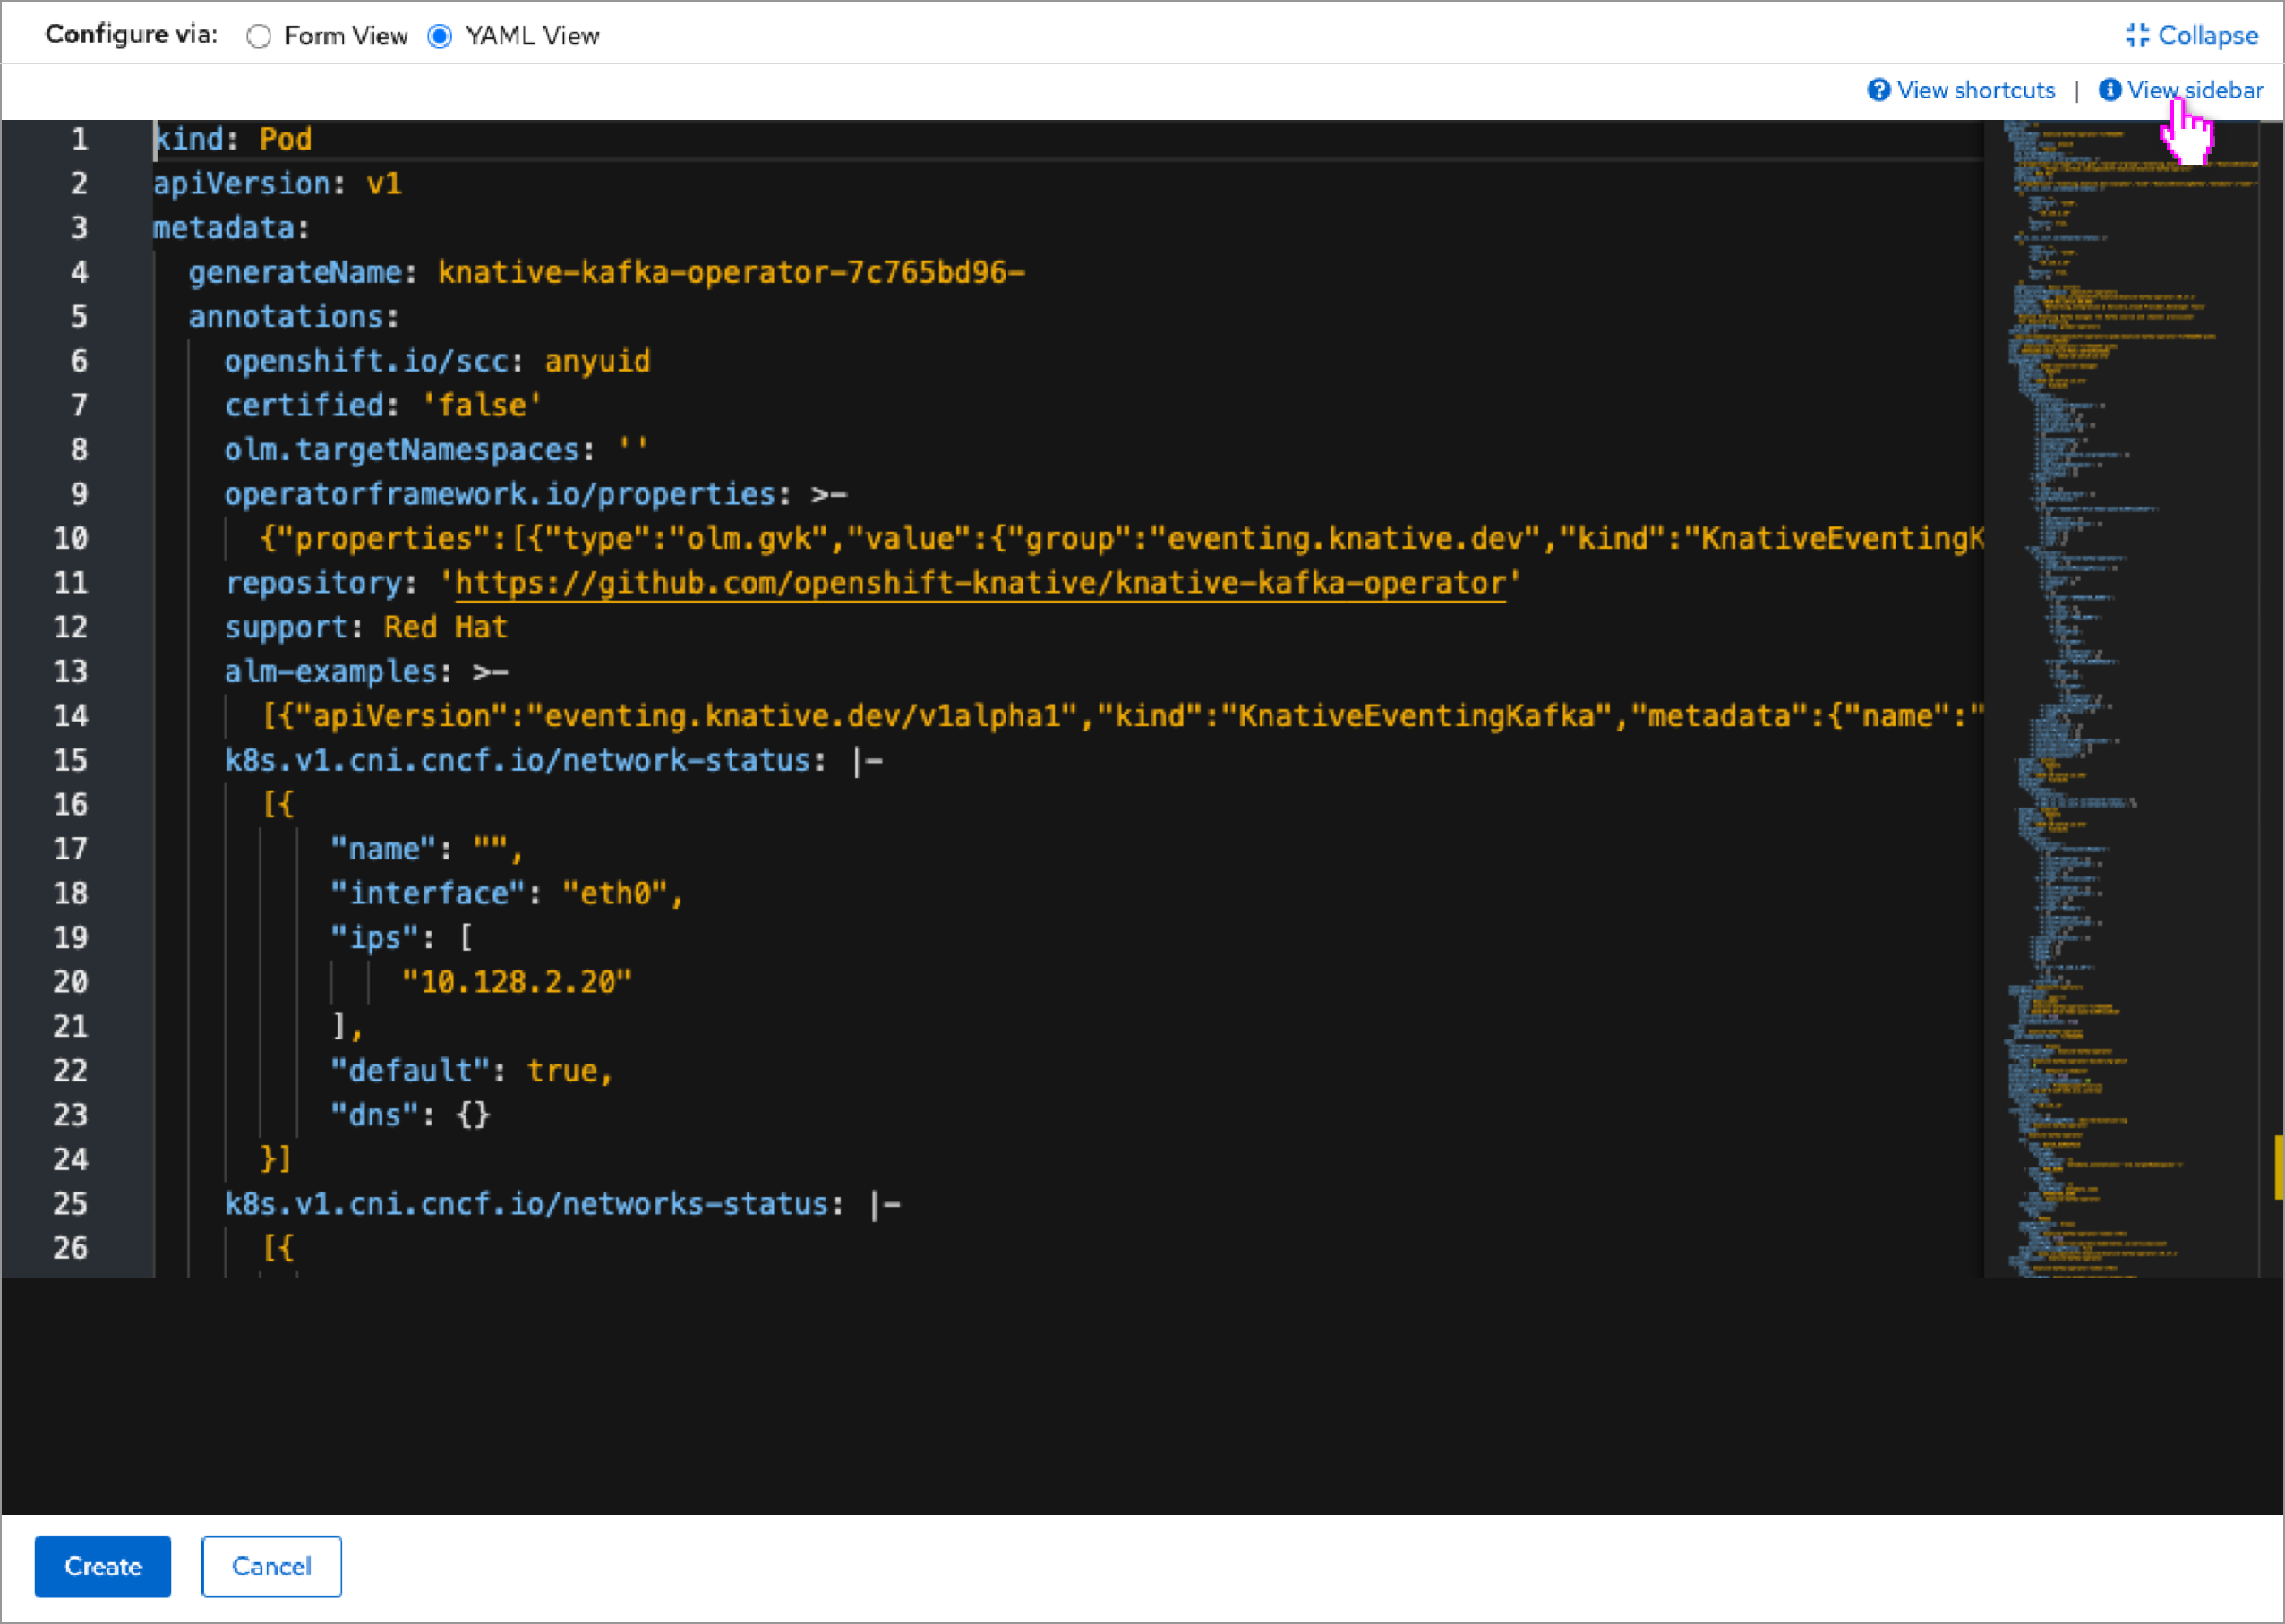 Configure via: Form View YAML View Collapse
View shortcuts | View sidebar
1 kind: Pod
2 apiVersion: v1
3 metadata:
4 generateName: knative-kafka-operator-7c765bd96-
5 annotations:
6 openshift.io/scc: anyuid
7 certified: 'false'
8 olm.targetNamespaces: ''
9 operatorframework.io/properties: >-
10 {"properties":[{"type":"olm.gvk","value":{"group":"eventing.knative.dev","kind":"KnativeEventingK
11 repository: 'https://github.com/openshift-knative/knative-kafka-operator'
12 support: Red Hat
13 alm-examples: >-
14 [{"apiVersion":"eventing.knative.dev/v1alpha1","kind":"KnativeEventingKafka","metadata":{"name":"
15 k8s.v1.cni.cncf.io/network-status: |-
16 [{
17 "name": "",
18 "interface": "eth0",
19 "ips": [
20 "10.128.2.20"
21 ],
22 "default": true,
23 "dns": {}
24 }]
25 k8s.v1.cni.cncf.io/networks-status: |-
26 [{
Create Cancel